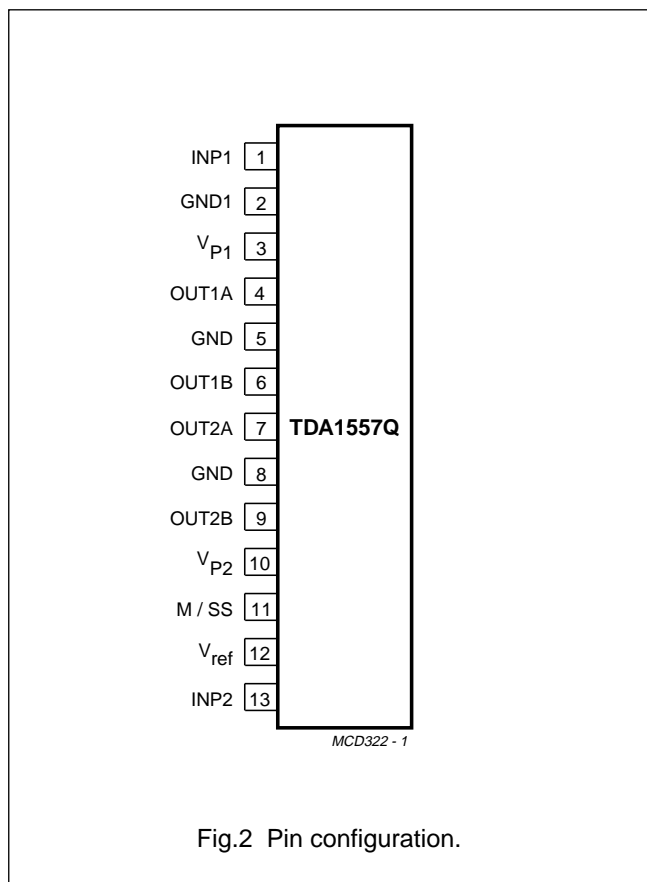 INP1 1
GND1 2
VP1 3
OUT1A 4
GND 5
OUT1B 6
OUT2A 7 TDA1557Q
GND 8
OUT2B 9
VP2 10
M / SS 11
Vref 12
INP2 13
MCD322 - 1
Fig.2 Pin configuration.